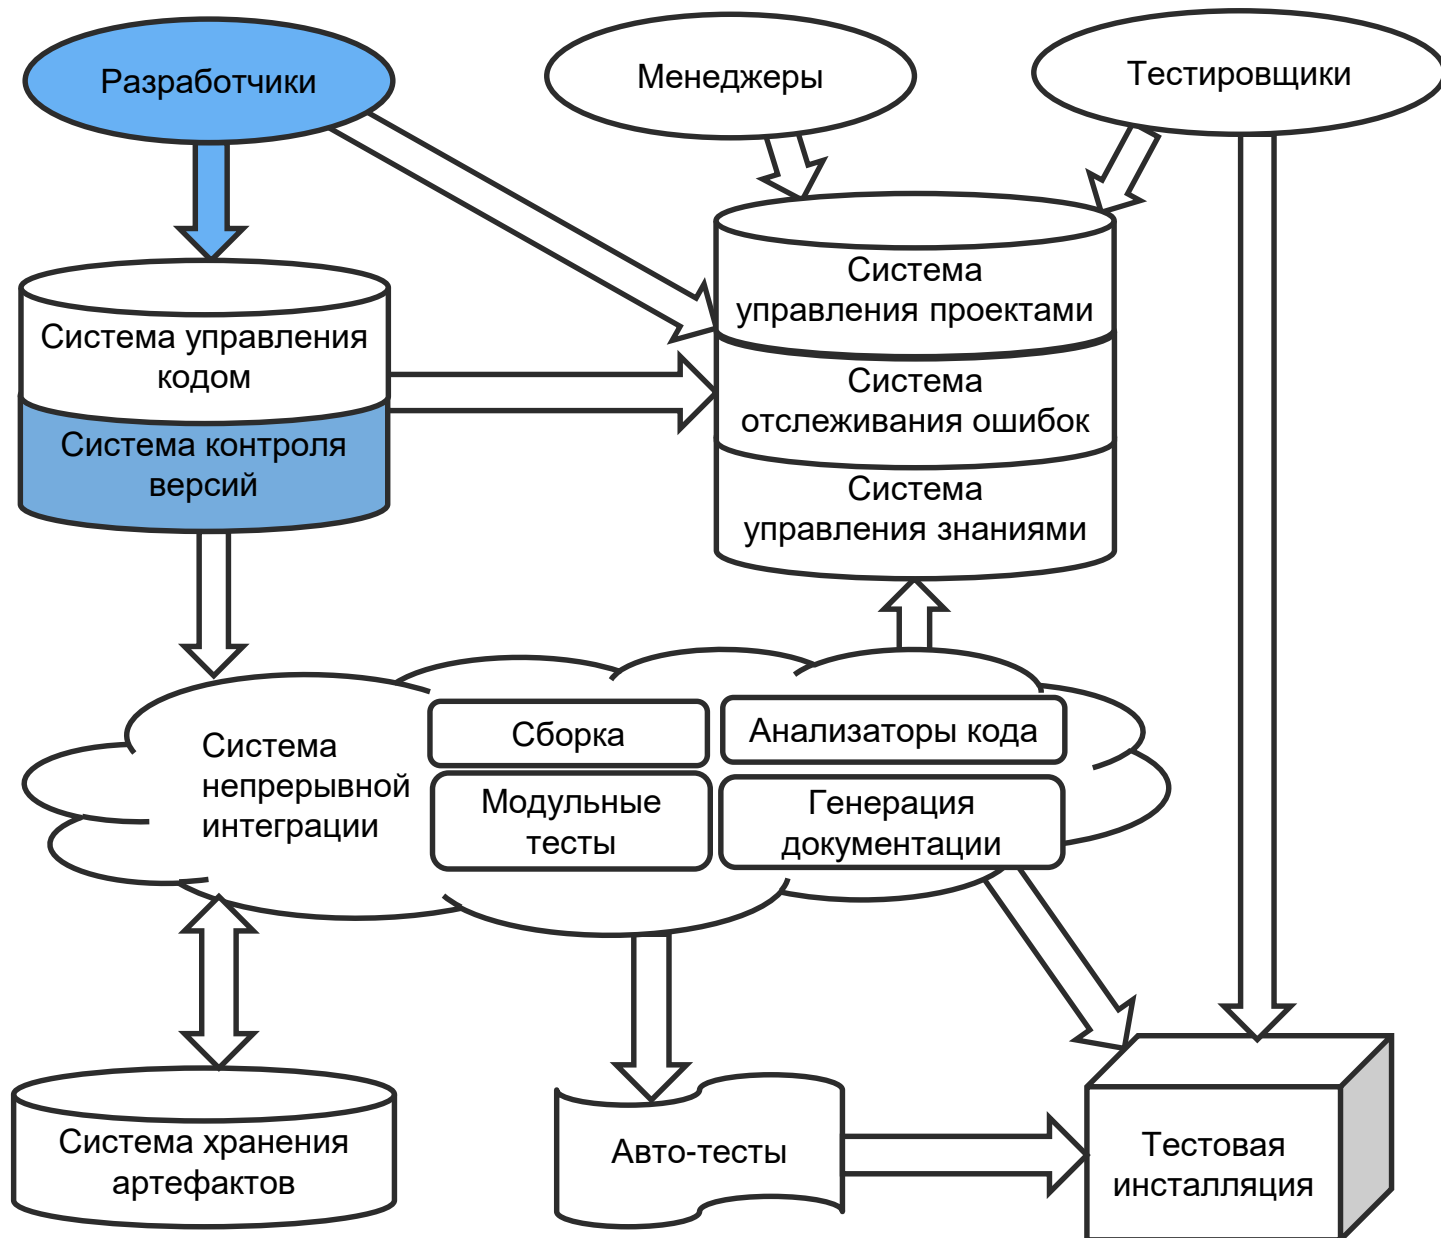 Разработчики
Менеджеры
Тестировщики
Система
управления проектами
Система управления
кодом
Система
отслеживания ошибок
Система контроля
версий
Система
управления знаниями
Система
непрерывной
интеграции
Сборка
Анализаторы кода
Модульные
тесты
Генерация
документации
Система хранения
артефактов
Авто-тесты
Тестовая
инсталляция